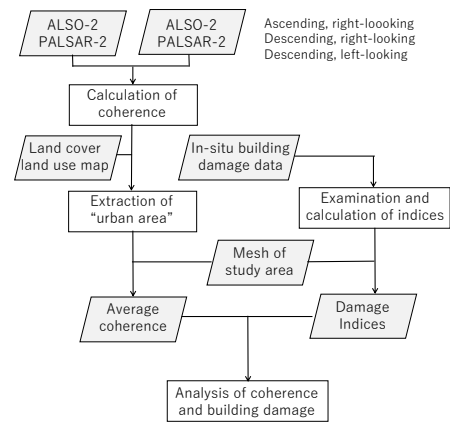 ALSO-2
PALSAR-2
ALSO-2
PALSAR-2
Ascending, right-loooking
Descending, right-looking
Descending, left-looking
Calculation of
coherence
Land cover
land use map
In-situ building
damage data
Extraction of
“urban area”
Examination and
calculation of indices
Mesh of
study area
Average
coherence
Damage
Indices
Analysis of coherence
and building damage